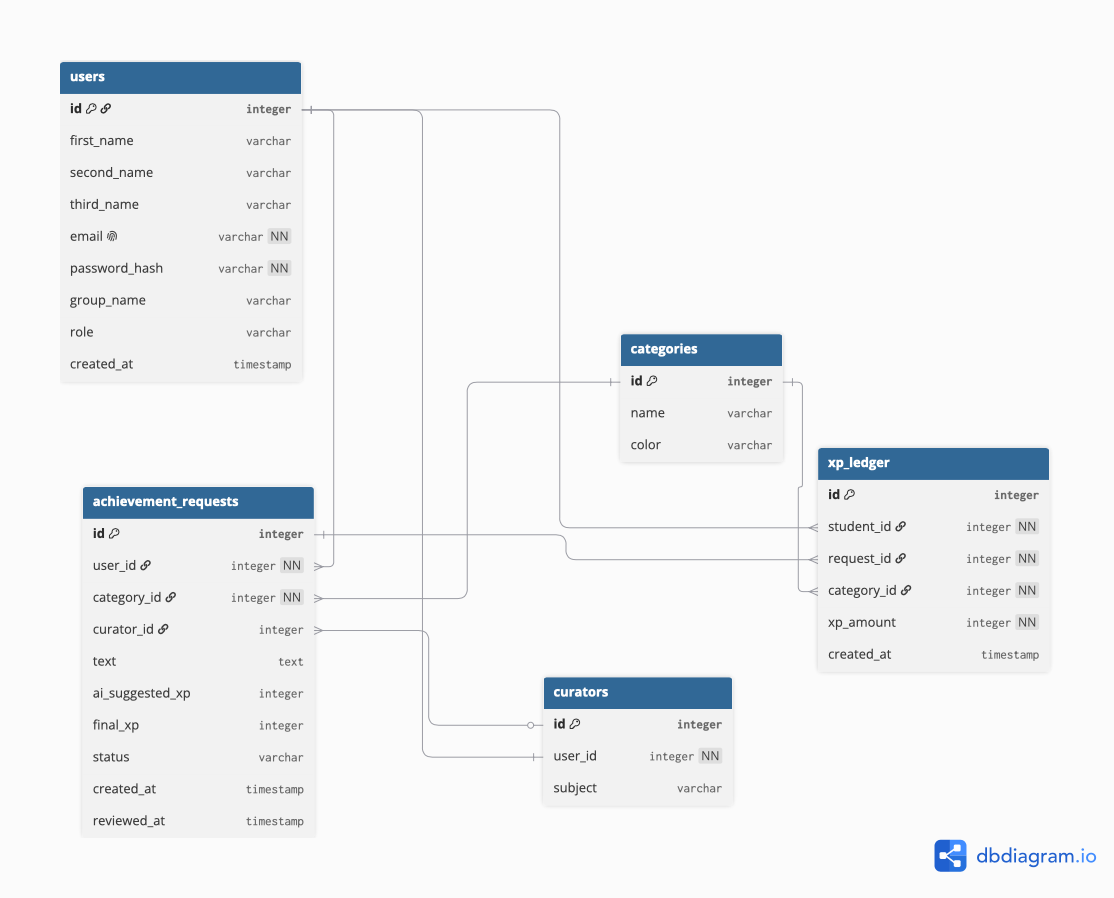 users
id integer
first_name varchar
second_name varchar
third_name varchar
email varchar NN
password_hash varchar NN
group_name varchar
role varchar
created_at timestamp
categories
id integer
name varchar
color varchar
xp_ledger
id integer
student_id integer NN
request_id integer NN
category_id integer NN
xp_amount integer NN
created_at timestamp
achievement_requests
id integer
user_id integer NN
category_id integer NN
curator_id integer
text text
ai_suggested_xp integer
final_xp integer
status varchar
created_at timestamp
reviewed_at timestamp
curators
id integer
user_id integer NN
subject varchar
dbdiagram.io